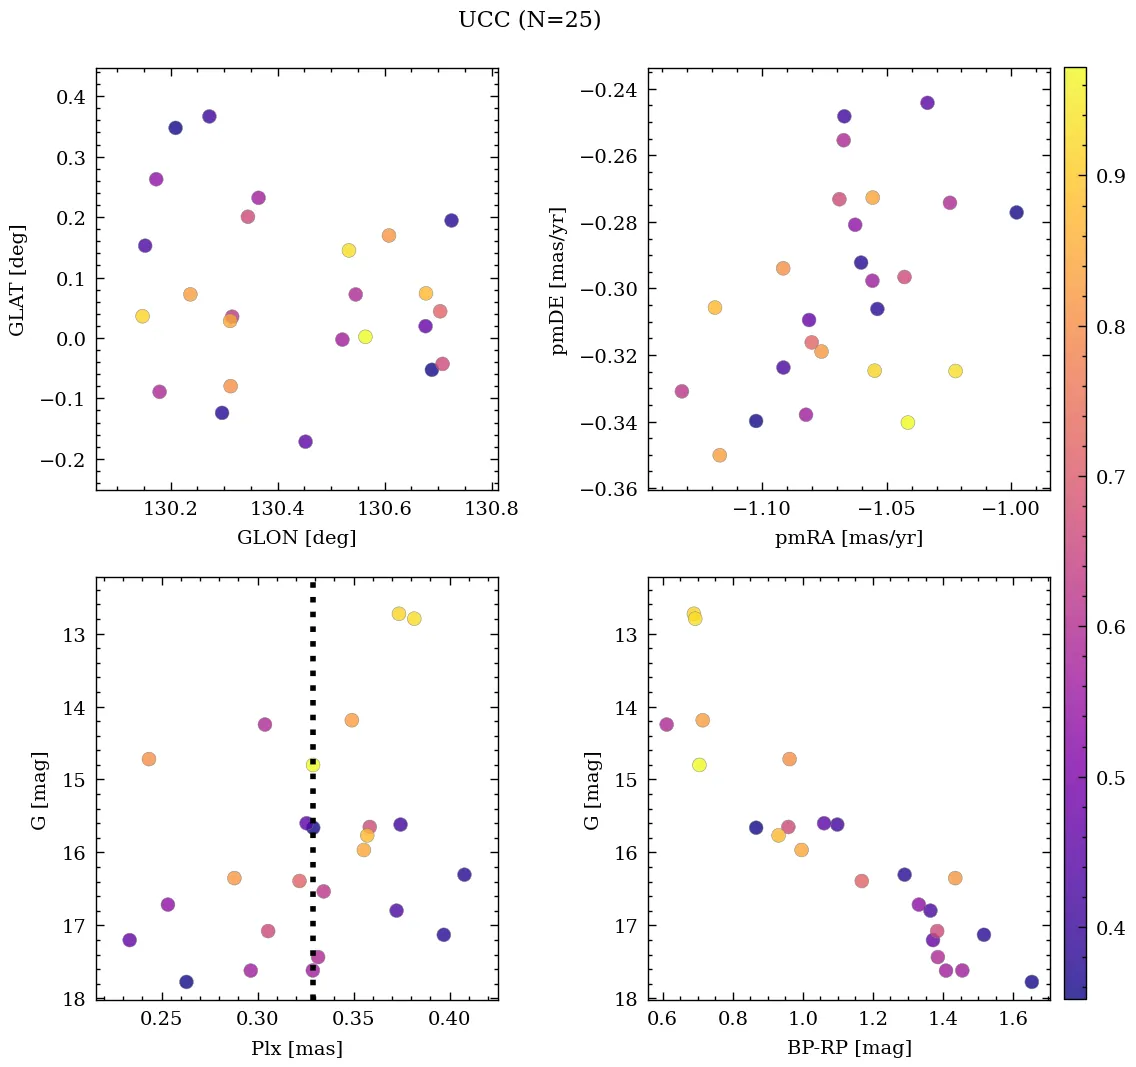 UCC (N=25)
0.4
0.3
0.2
0.1
0.0
−0.1
−0.2
GLAT [deg]
130.2 130.4 130.6 130.8
GLON [deg]
−0.24
−0.26
−0.28
−0.30
−0.32
−0.34
−0.36
pmDE [mas/yr]
−1.10 −1.05 −1.00
pmRA [mas/yr]
13
14
15
16
17
18
G [mag]
0.25 0.30 0.35 0.40
Plx [mas]
13
14
15
16
17
18
G [mag]
0.6 0.8 1.0 1.2 1.4 1.6
BP-RP [mag]
0.9
0.8
0.7
0.6
0.5
0.4